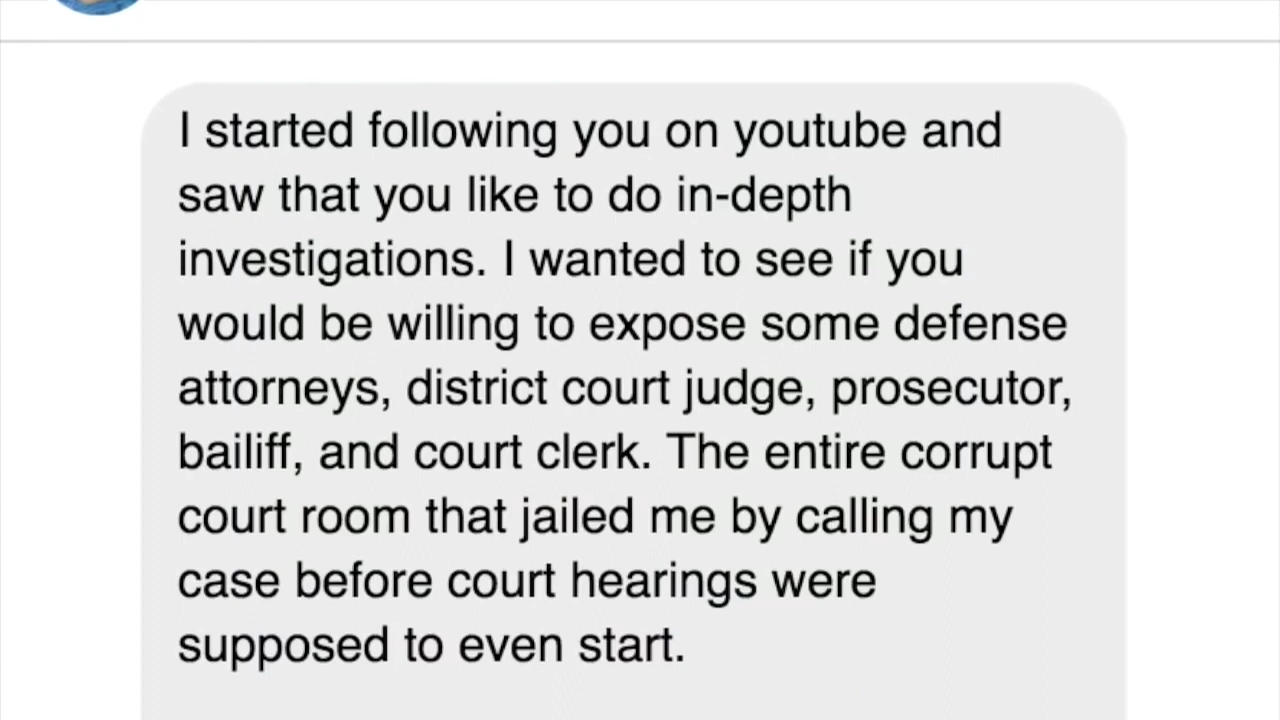 I started following you on youtube and
saw that you like to do in-depth
investigations. I wanted to see if you
would be willing to expose some defense
attorneys, district court judge, prosecutor,
bailiff, and court clerk. The entire corrupt
court room that jailed me by calling my
case before court hearings were
supposed to even start.